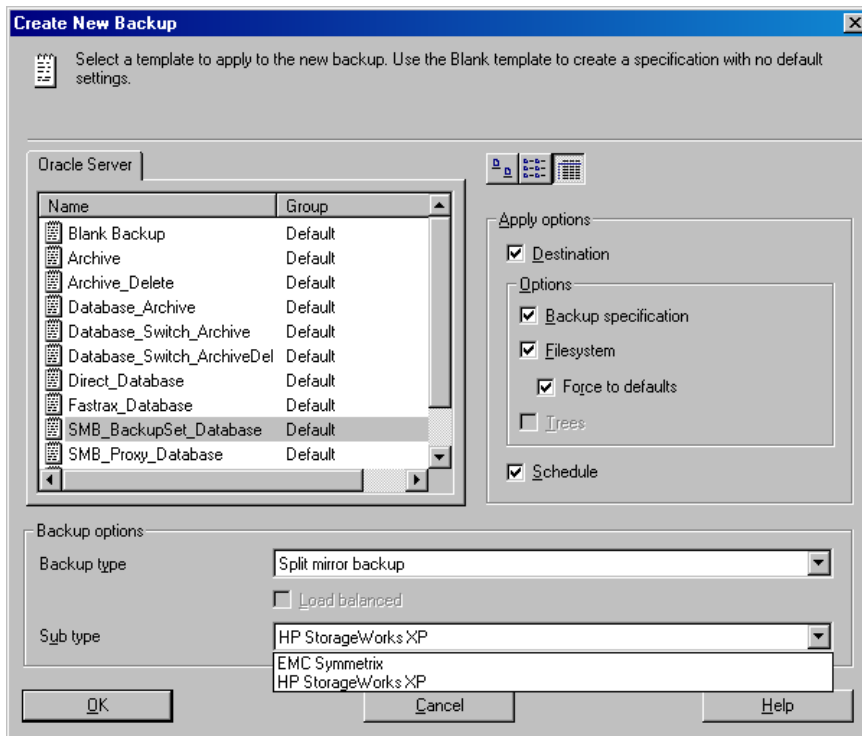 Create New Backup
Select a template to apply to the new backup. Use the Blank template to create a specification with no default
settings.
Oracle Server
Name Group
Blank Backup Default
Archive Default
Archive_Delete Default
Database_Archive Default
Database_Switch_Archive Default
Database_Switch_ArchiveDel Default
Direct_Database Default
Fastrax_Database Default
SMB_BackupSet_Database Default
SMB_Proxy_Database Default
Apply options
Destination
Options
Backup specification
Filesystem
Force to defaults
Trees
Schedule
Backup options
Backup type Split mirror backup
Load balanced
Sub type HP StorageWorks XP
EMC Symmetrix
HP StorageWorks XP
OK Cancel Help